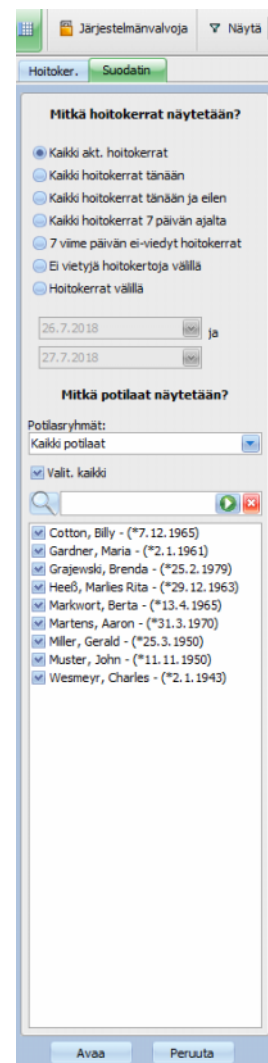 Järjestelmänvalvoja Näytä
Hoitoker. Suodatin
Mitkä hoitokerrat näytetään?
Kaikki akt. hoitokerrat
Kaikki hoitokerrat tänään
Kaikki hoitokerrat tänään ja eilen
Kaikki hoitokerrat 7 päivän ajalta
7 viime päivän ei-viedyt hoitokerrat
Ei vietyjä hoitokertoja välillä
Hoitokerrat välillä
26.7.2018 ja
27.7.2018
Mitkä potilaat näytetään?
Potilasryhmät:
Kaikki potilaat
Valit. kaikki
Cotton, Billy - (*7.12.1965)
Gardner, Maria - (*2.1.1961)
Grajewski, Brenda - (*25.2.1979)
Heeß, Marlies Rita - (*29.12.1963)
Markwort, Berta - (*13.4.1965)
Martens, Aaron - (*31.3.1970)
Miller, Gerald - (*25.3.1950)
Muster, John - (*11.11.1950)
Wesmeyr, Charles - (*2.1.1943)
Avaa Peruuta